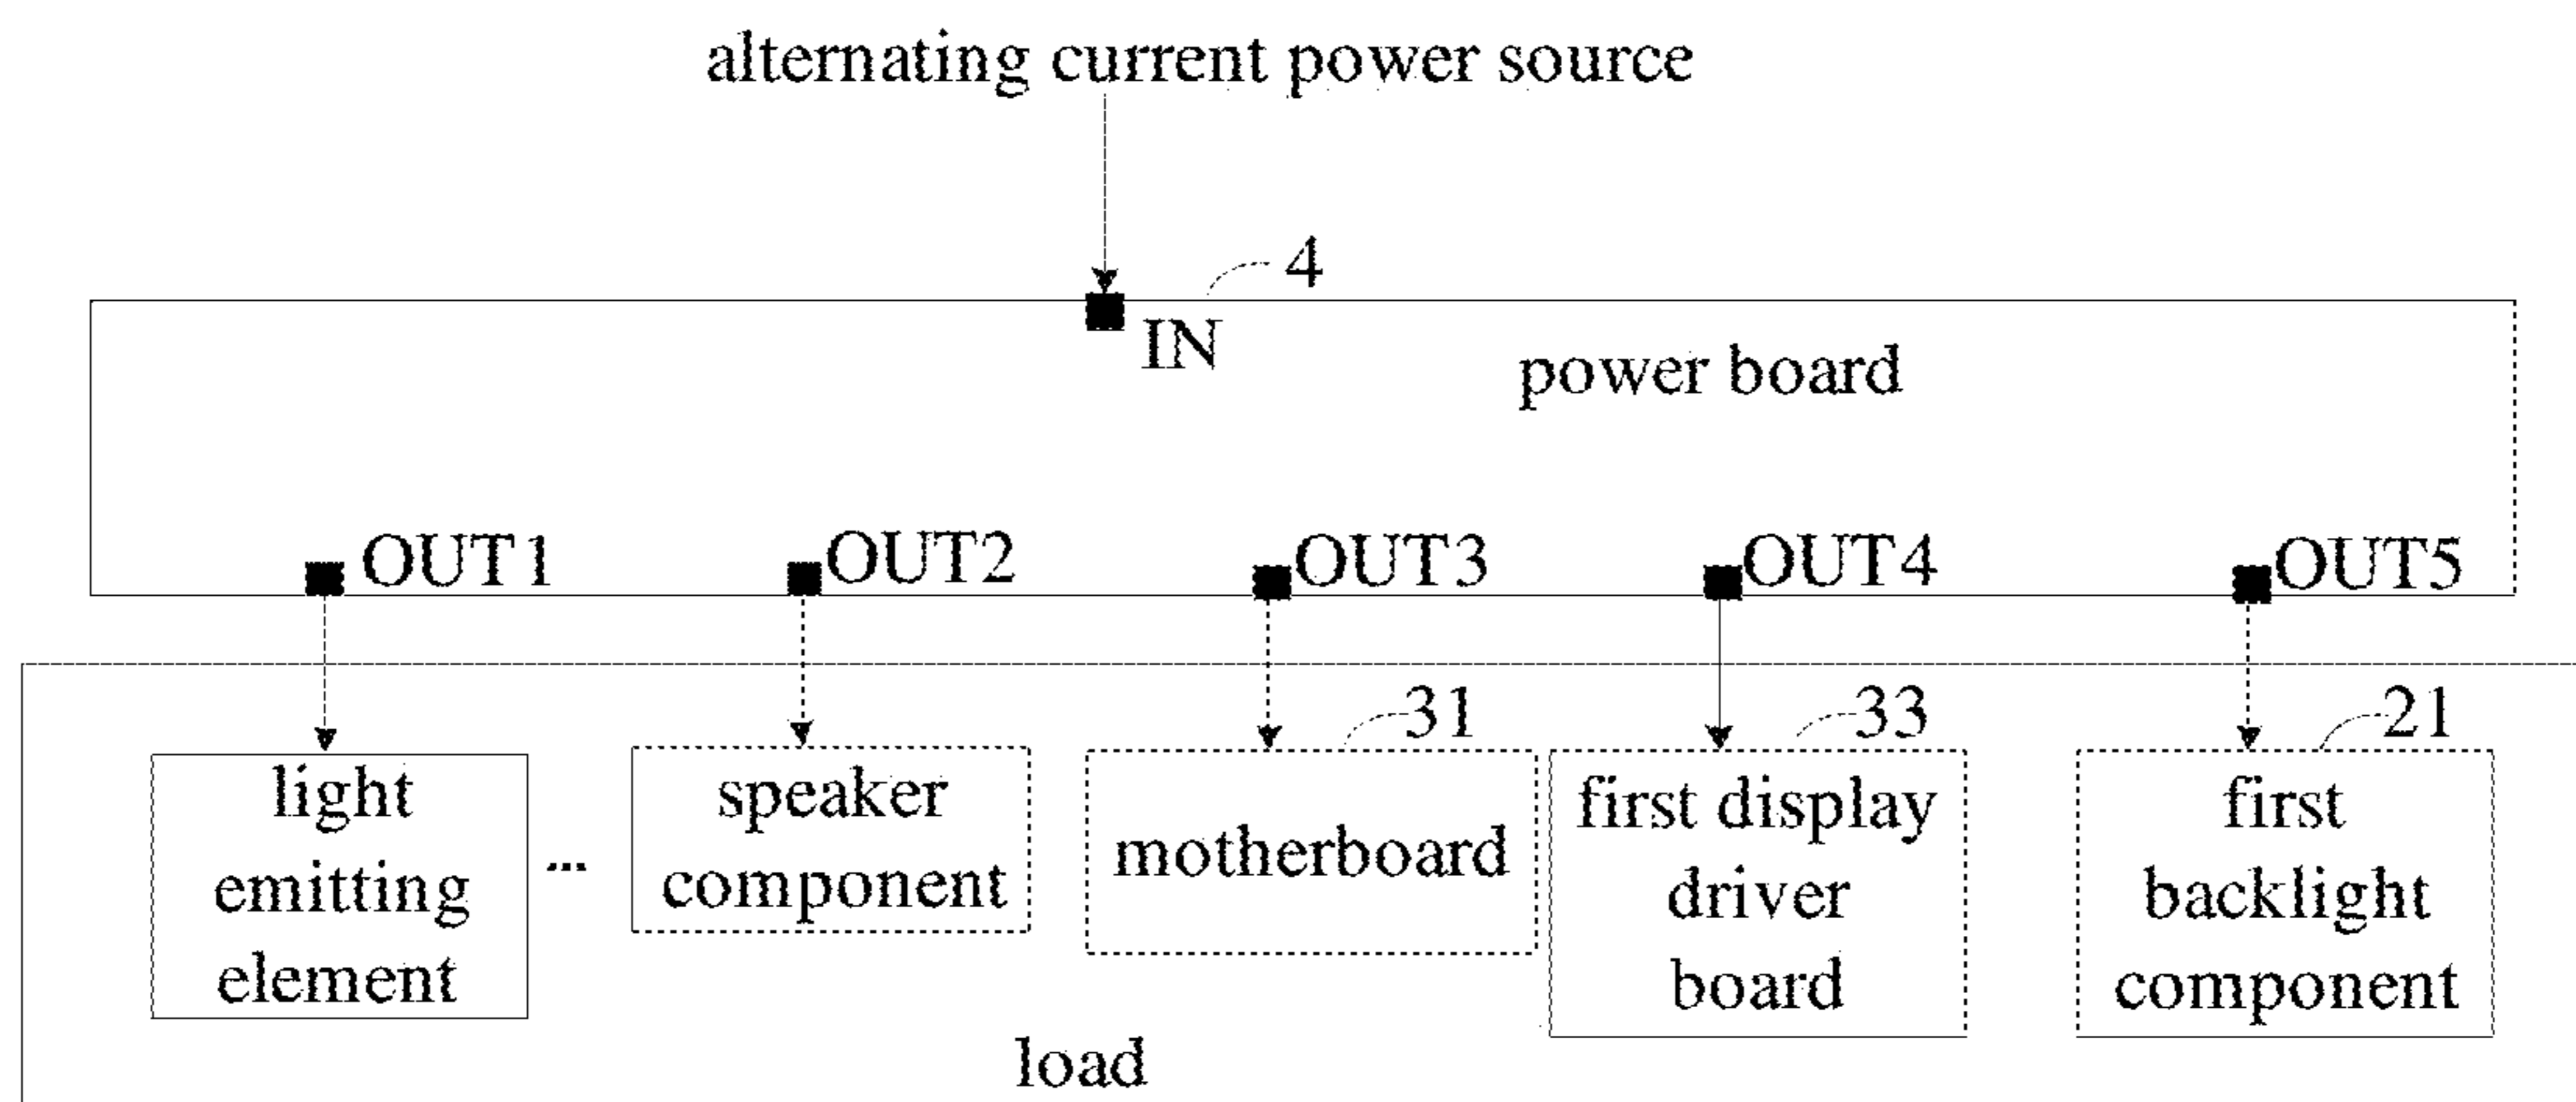 alternating current power source
4
IN
power board
OUT1
OUT2
OUT3
OUT4
OUT5
31
33
21
light
emitting
element
...
speaker
component
motherboard
first display
driver
board
first
backlight
component
load